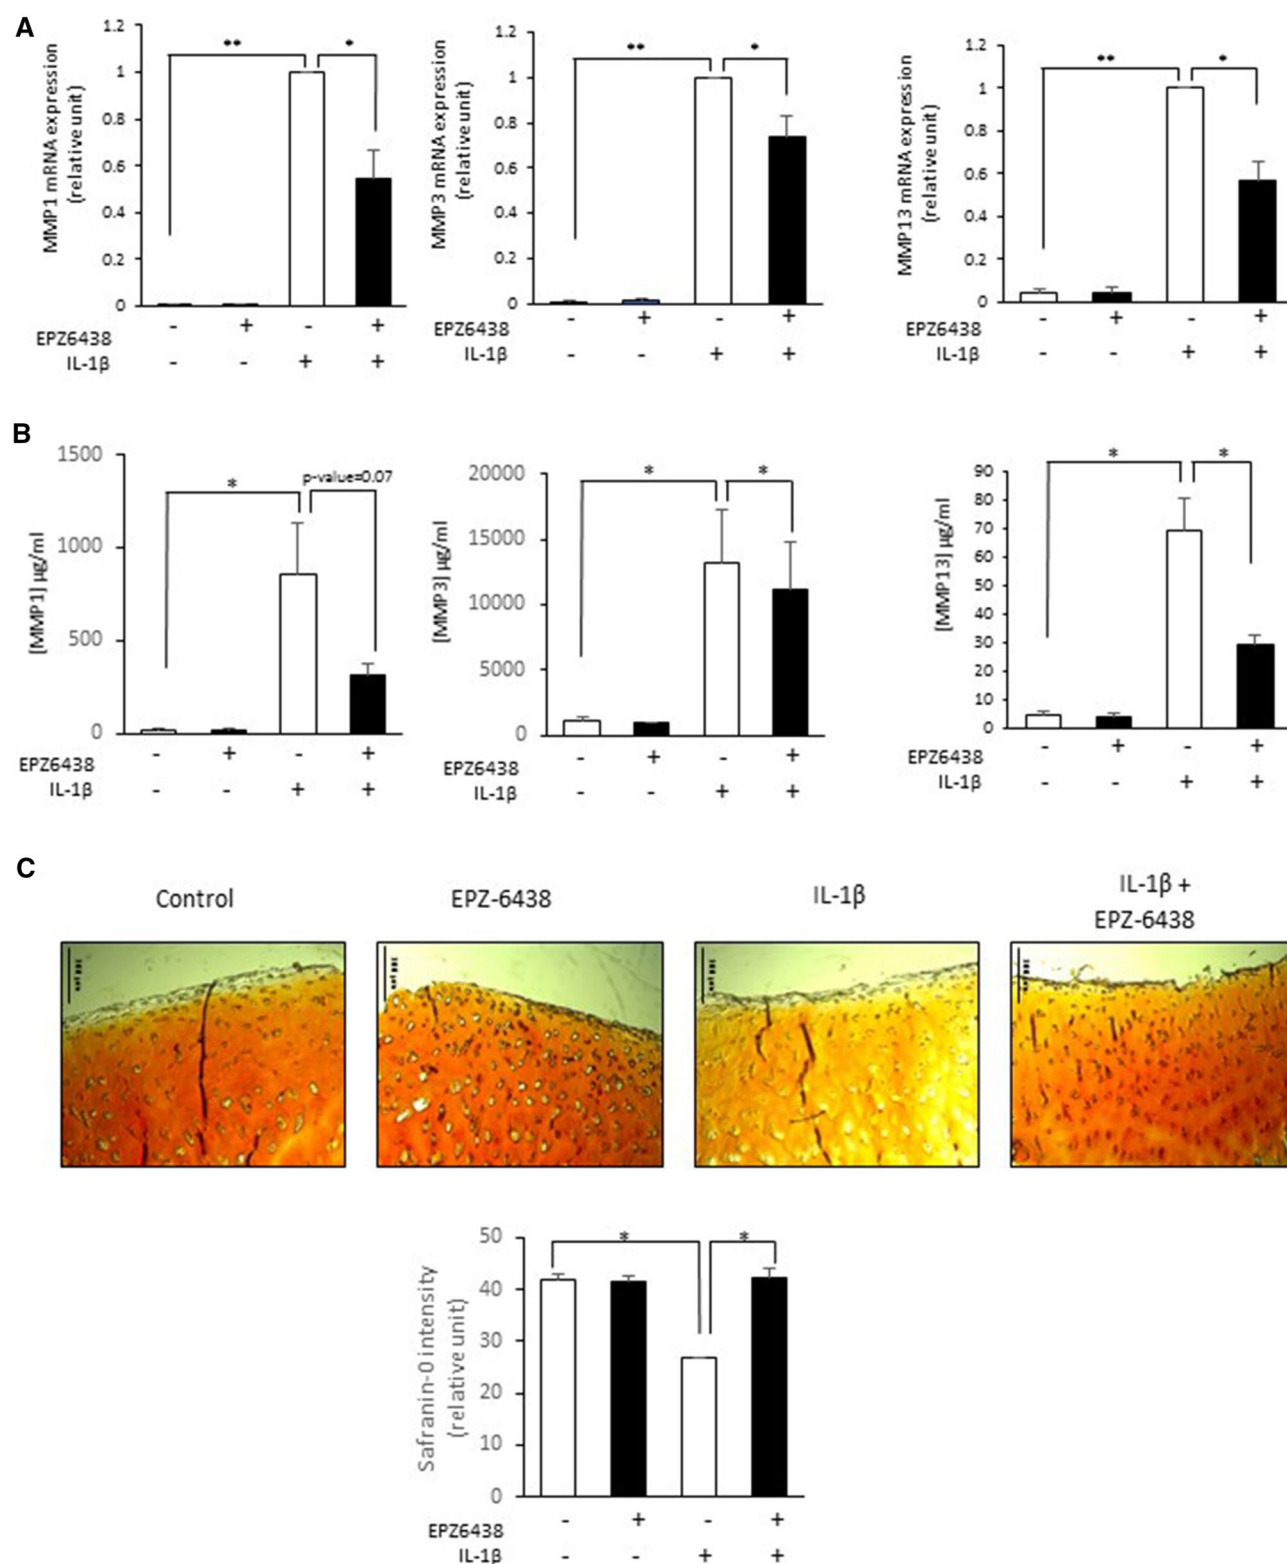 A
MMP1 mRNA expression
(relative unit)
1.2
1
0.8
0.6
0.4
0.2
0
**
*
EPZ6438
- + - +
IL-1β
- - + +
MMP3 mRNA expression
(relative unit)
1.2
1
0.8
0.6
0.4
0.2
0
**
*
EPZ6438
- + - +
IL-1β
- - + +
MMP13 mRNA expression
(relative unit)
1.2
1
0.8
0.6
0.4
0.2
0
**
*
EPZ6438
- + - +
IL-1β
- - + +
B
[MMP1] µg/ml
1500
1000
500
0
*
p-value=0.07
EPZ6438
- + - +
IL-1β
- - + +
[MMP3] µg/ml
20000
15000
10000
5000
0
*
*
EPZ6438
- + - +
IL-1β
- - + +
[MMP13] µg/ml
90
80
70
60
50
40
30
20
10
0
*
*
EPZ6438
- + - +
IL-1β
- - + +
C
Control
EPZ-6438
IL-1β
IL-1β +
EPZ-6438
Safranin-0 intensity
(relative unit)
50
40
30
20
10
0
*
*
EPZ6438
- + - +
IL-1β
- - + +